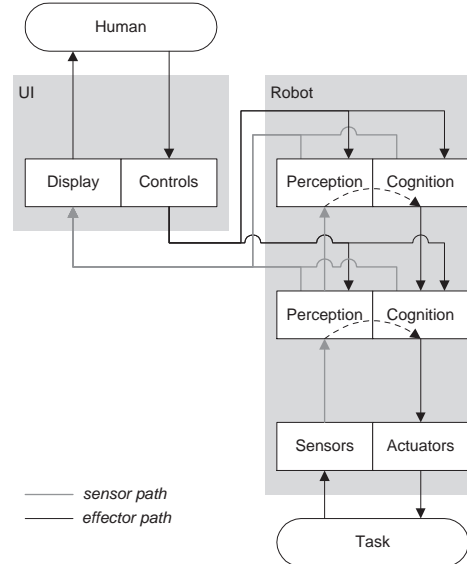 Human
UI
Robot
Display Controls
Perception Cognition
Perception Cognition
Sensors Actuators
sensor path
effector path
Task